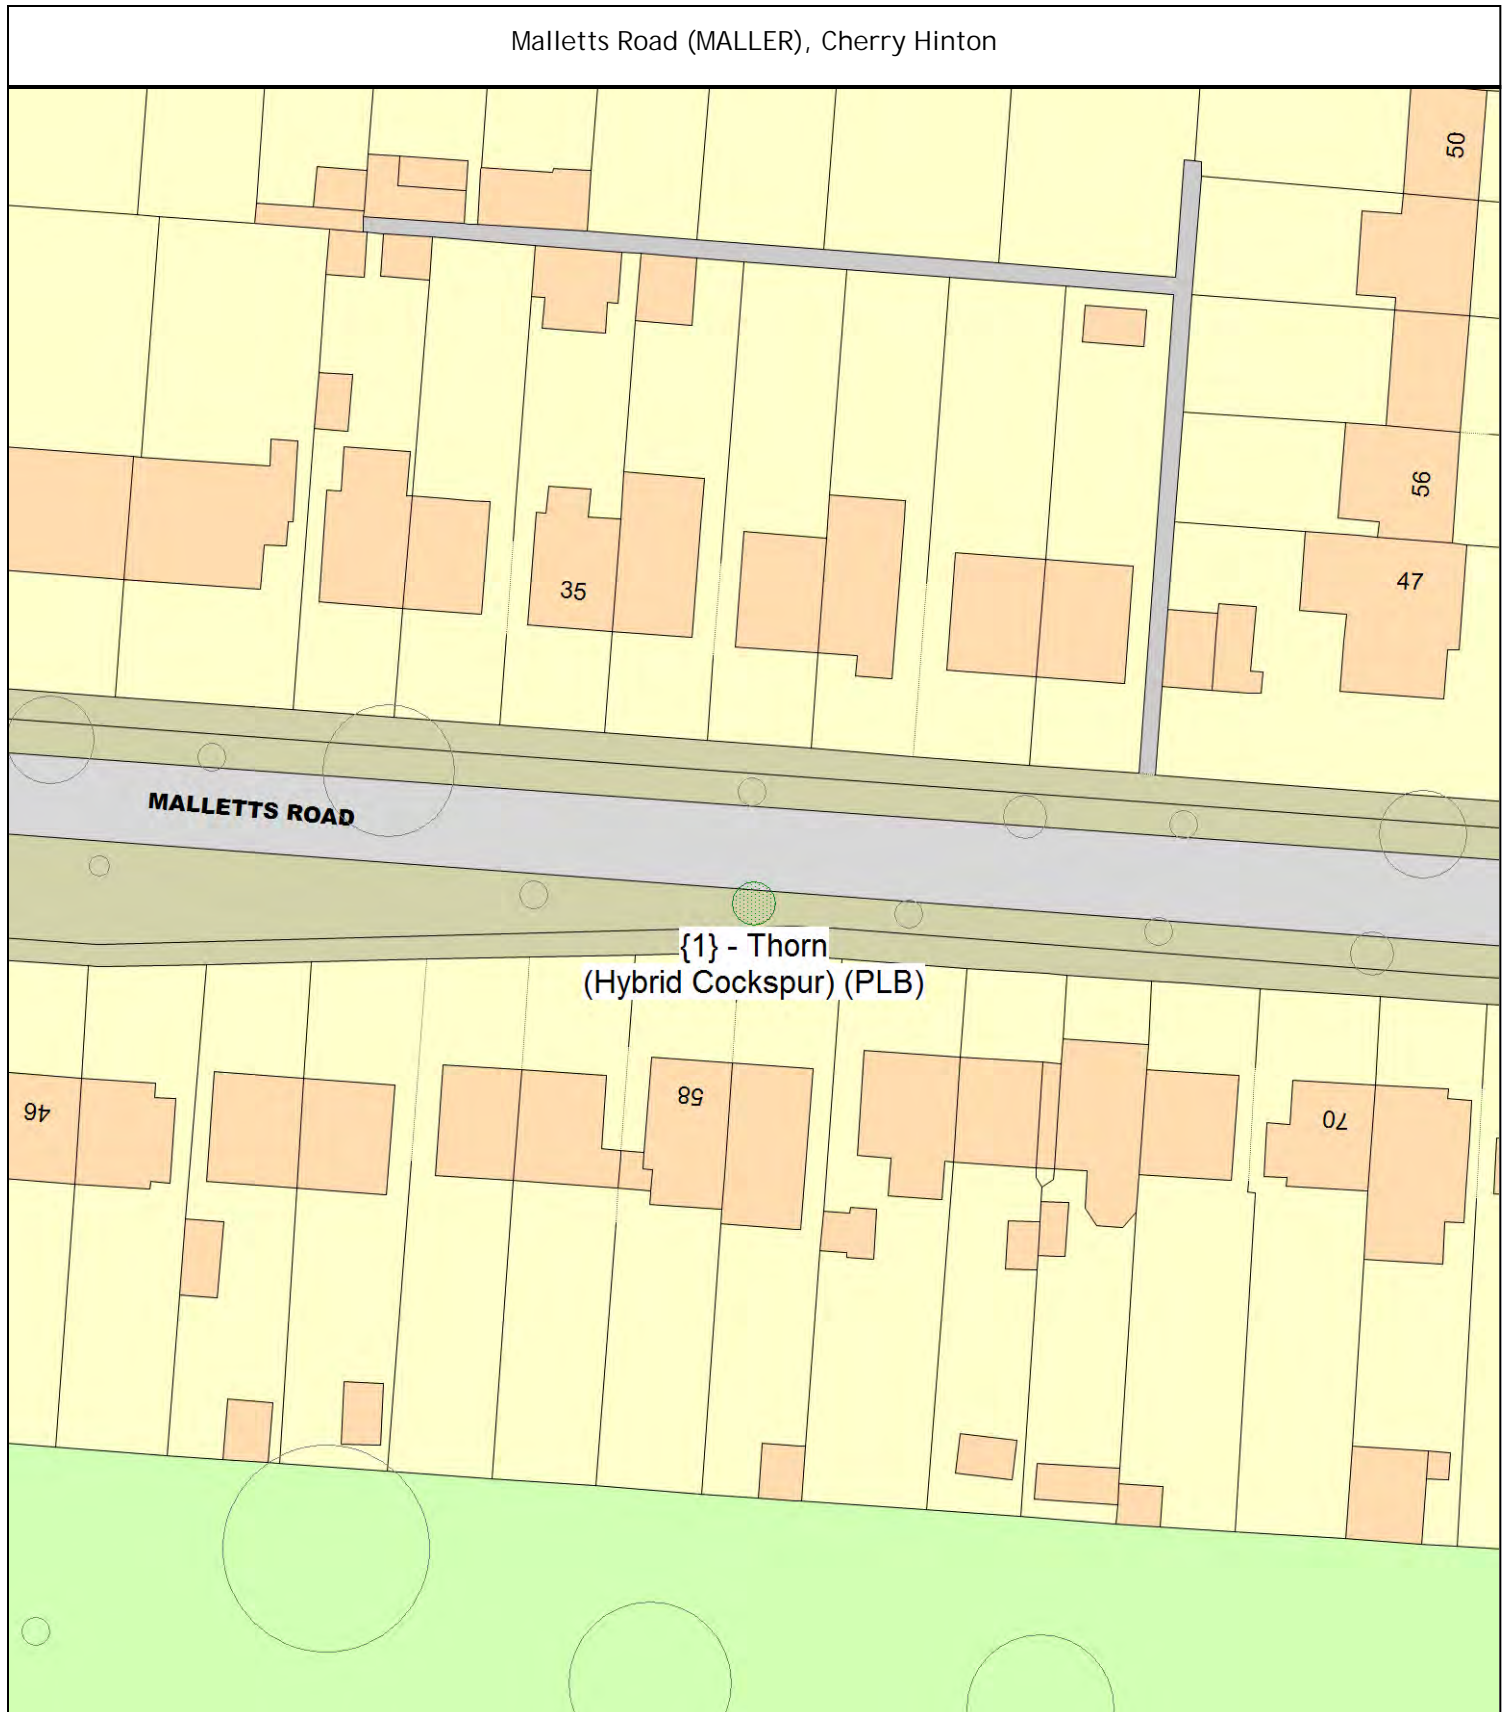 Malletts Road (MALLER), Cherry Hinton
50
56
35
47
MALLETTS ROAD
{1} - Thorn
(Hybrid Cockspur) (PLB)
46
58
70